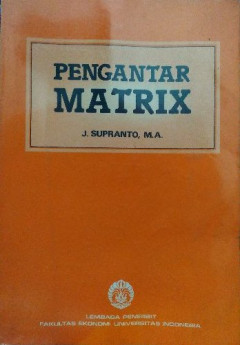 PENGANTAR
MATRIX
J. SUPRANTO, M.A.
LEMBAGA PENERBIT
FAKULTAS EKONOMI UNIVERSITAS INDONESIA